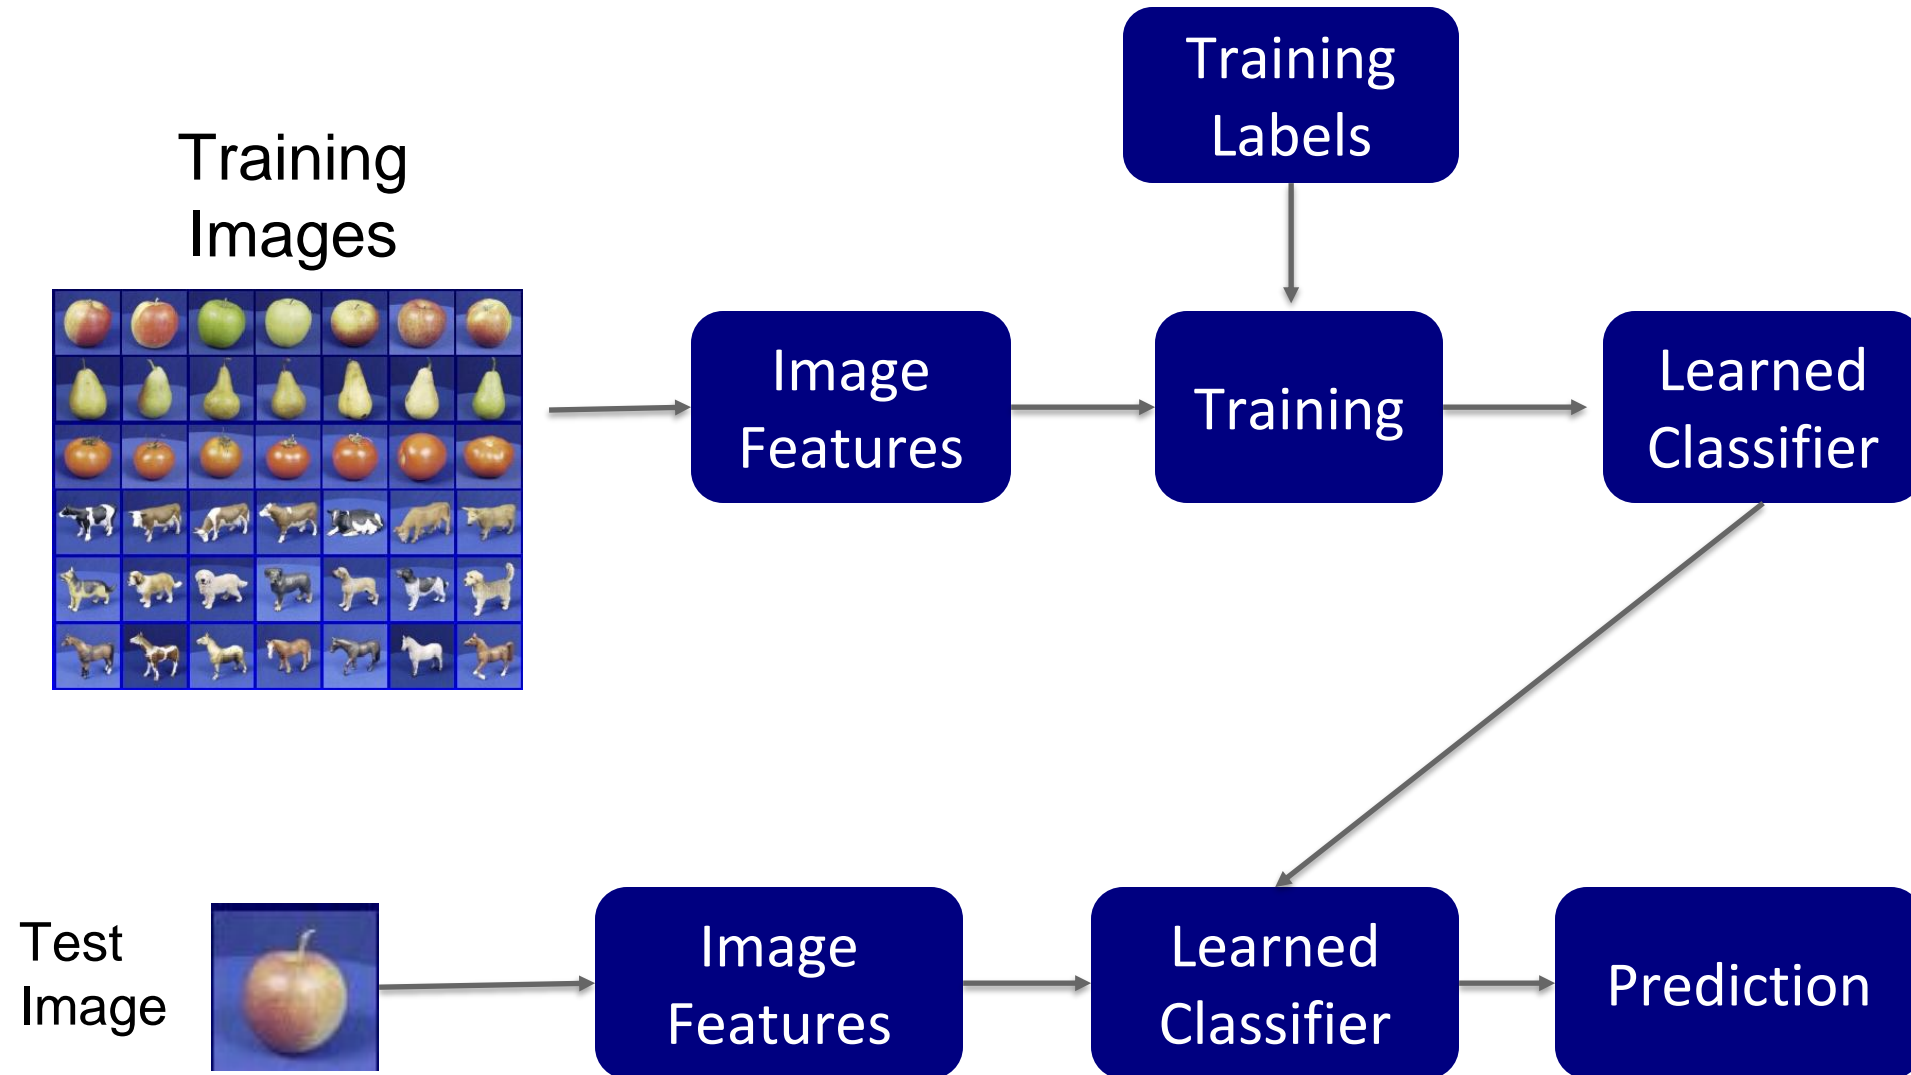 Training
Labels
Training
Images
Image
Features
Training
Learned
Classifier
Test
Image
Image
Features
Learned
Classifier
Prediction